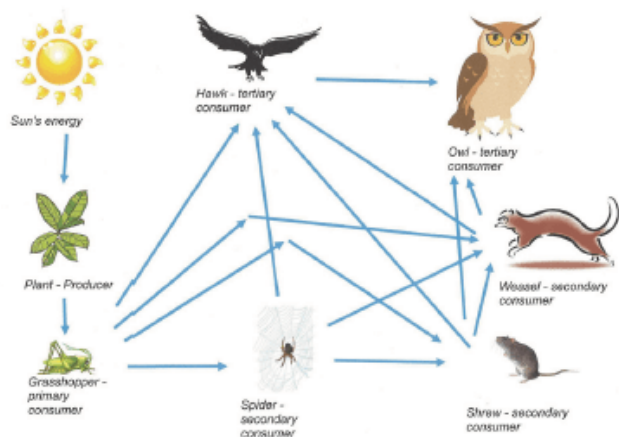 Sun's energy
Hawk - tertiary
consumer
Owl - tertiary
consumer
Plant - Producer
Weasel - secondary
consumer
Grasshopper -
primary
consumer
Spider -
secondary
consumer
Shrew - secondary
consumer